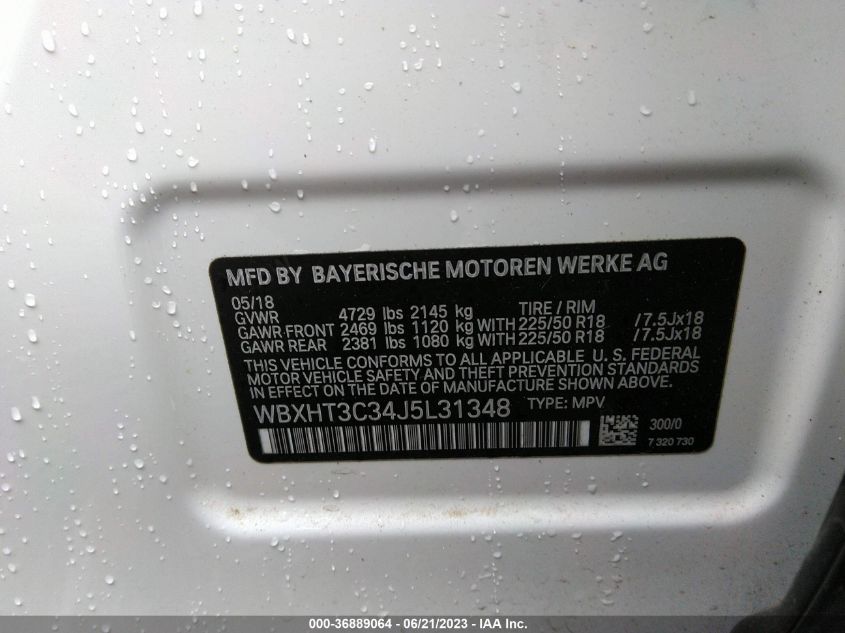 MFD BY BAYERISCHE MOTOREN WERKE AG
05/18
GVWR 4729 lbs 2145 kg TIRE / RIM
GAWR FRONT 2469 lbs 1120 kg WITH 225/50 R18 /7.5Jx18
GAWR REAR 2381 lbs 1080 kg WITH 225/50 R18 /7.5Jx18
THIS VEHICLE CONFORMS TO ALL APPLICABLE U. S. FEDERAL
MOTOR VEHICLE SAFETY AND THEFT PREVENTION STANDARDS
IN EFFECT ON THE DATE OF MANUFACTURE SHOWN ABOVE.
WBXHT3C34J5L31348 TYPE: MPV
300/0
7 320 730
000-36889064 - 06/21/2023 - IAA Inc.